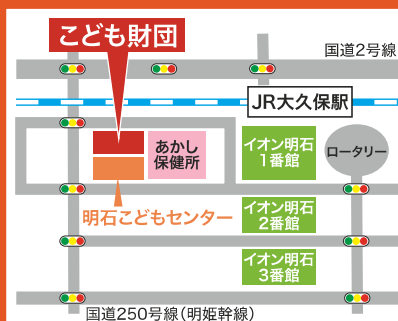 こども財団
国道2号線
JR大久保駅
あかし
保健所
イオン明石
1番館
ロータリー
明石こどもセンター
イオン明石
2番館
イオン明石
3番館
国道250号線(明姫幹線)